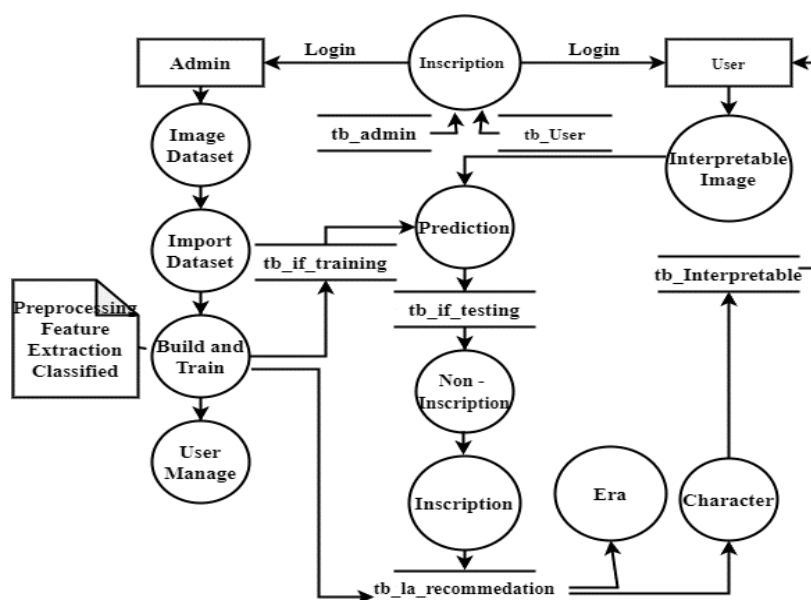 Login
Login
Admin
Inscription
User
tb_admin
tb_User
Image
Dataset
Interpretable
Image
Import
Dataset
tb_if_training
Prediction
tb_Interpretable
Preprocessing
Feature
Extraction
Classified
tb_if_testing
Build and
Train
Non -
Inscription
User
Manage
Inscription
Era
Character
tb_la_recommedation